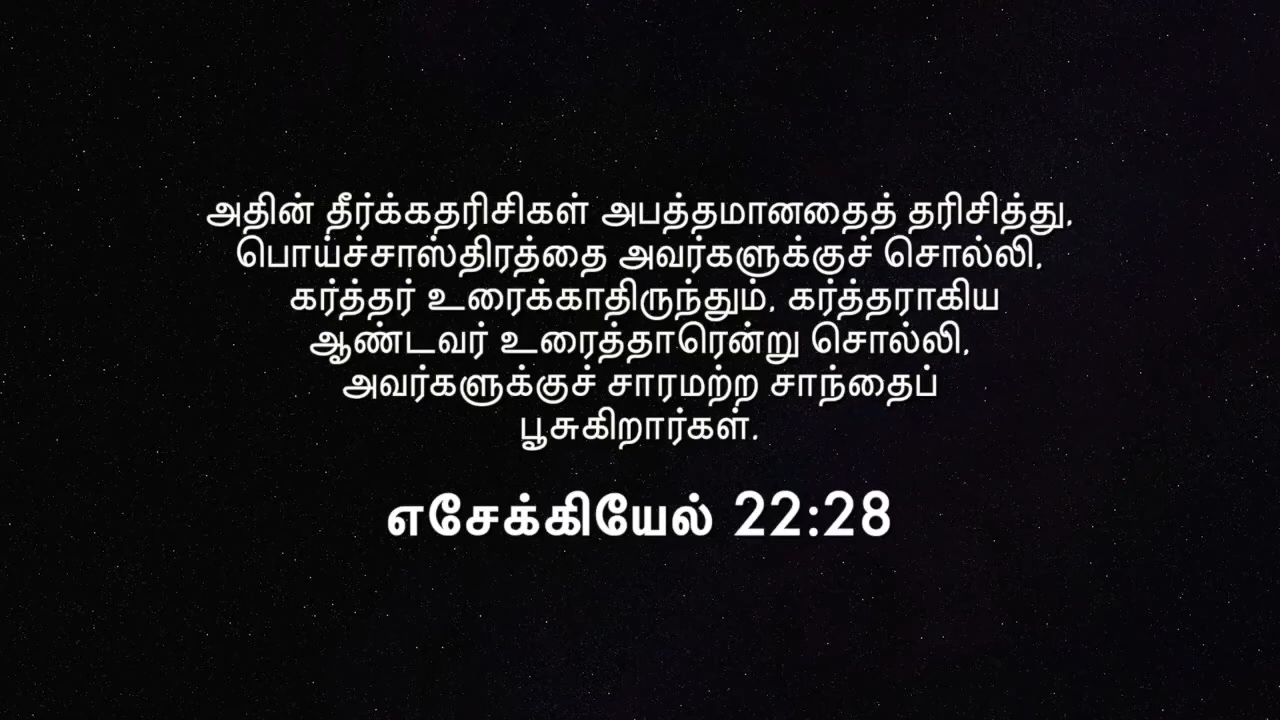 அதின் தீர்க்கதரிசிகள் அபத்தமானதைத் தரிசித்து,
பொய்ச்சாஸ்திரத்தை அவர்களுக்குச் சொல்லி,
கர்த்தர் உரைக்காதிருந்தும், கர்த்தராகிய
ஆண்டவர் உரைத்தாரென்று சொல்லி,
அவர்களுக்குச் சாரமற்ற சாந்தைப்
பூசுகிறார்கள்.
எசேக்கியேல் 22:28